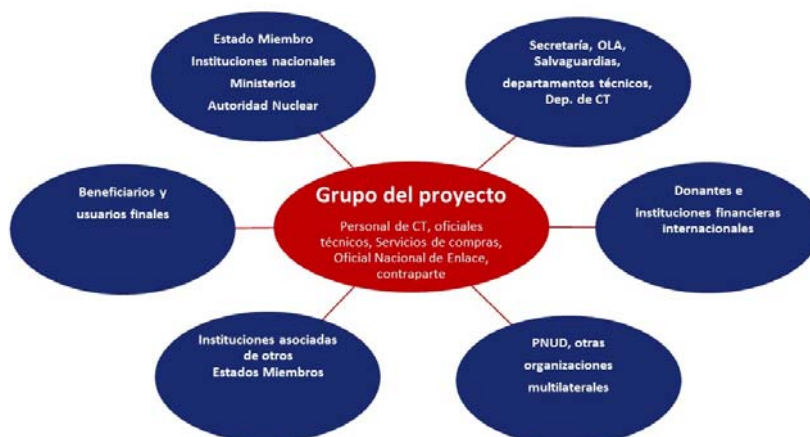 Estado Miembro
Instituciones nacionales
Ministerios
Autoridad Nuclear
Secretaría, OLA,
Salvaguardias,
departamentos técnicos,
Dep. de CT
Beneficiarios y
usuarios finales
Grupo del proyecto
Personal de CT, oficiales
técnicos, Servicios de compras,
Oficial Nacional de Enlace,
contraparte
Donantes e
instituciones financieras
internacionales
Instituciones asociadas
de otros
Estados Miembros
PNUD, otras
organizaciones
multilaterales